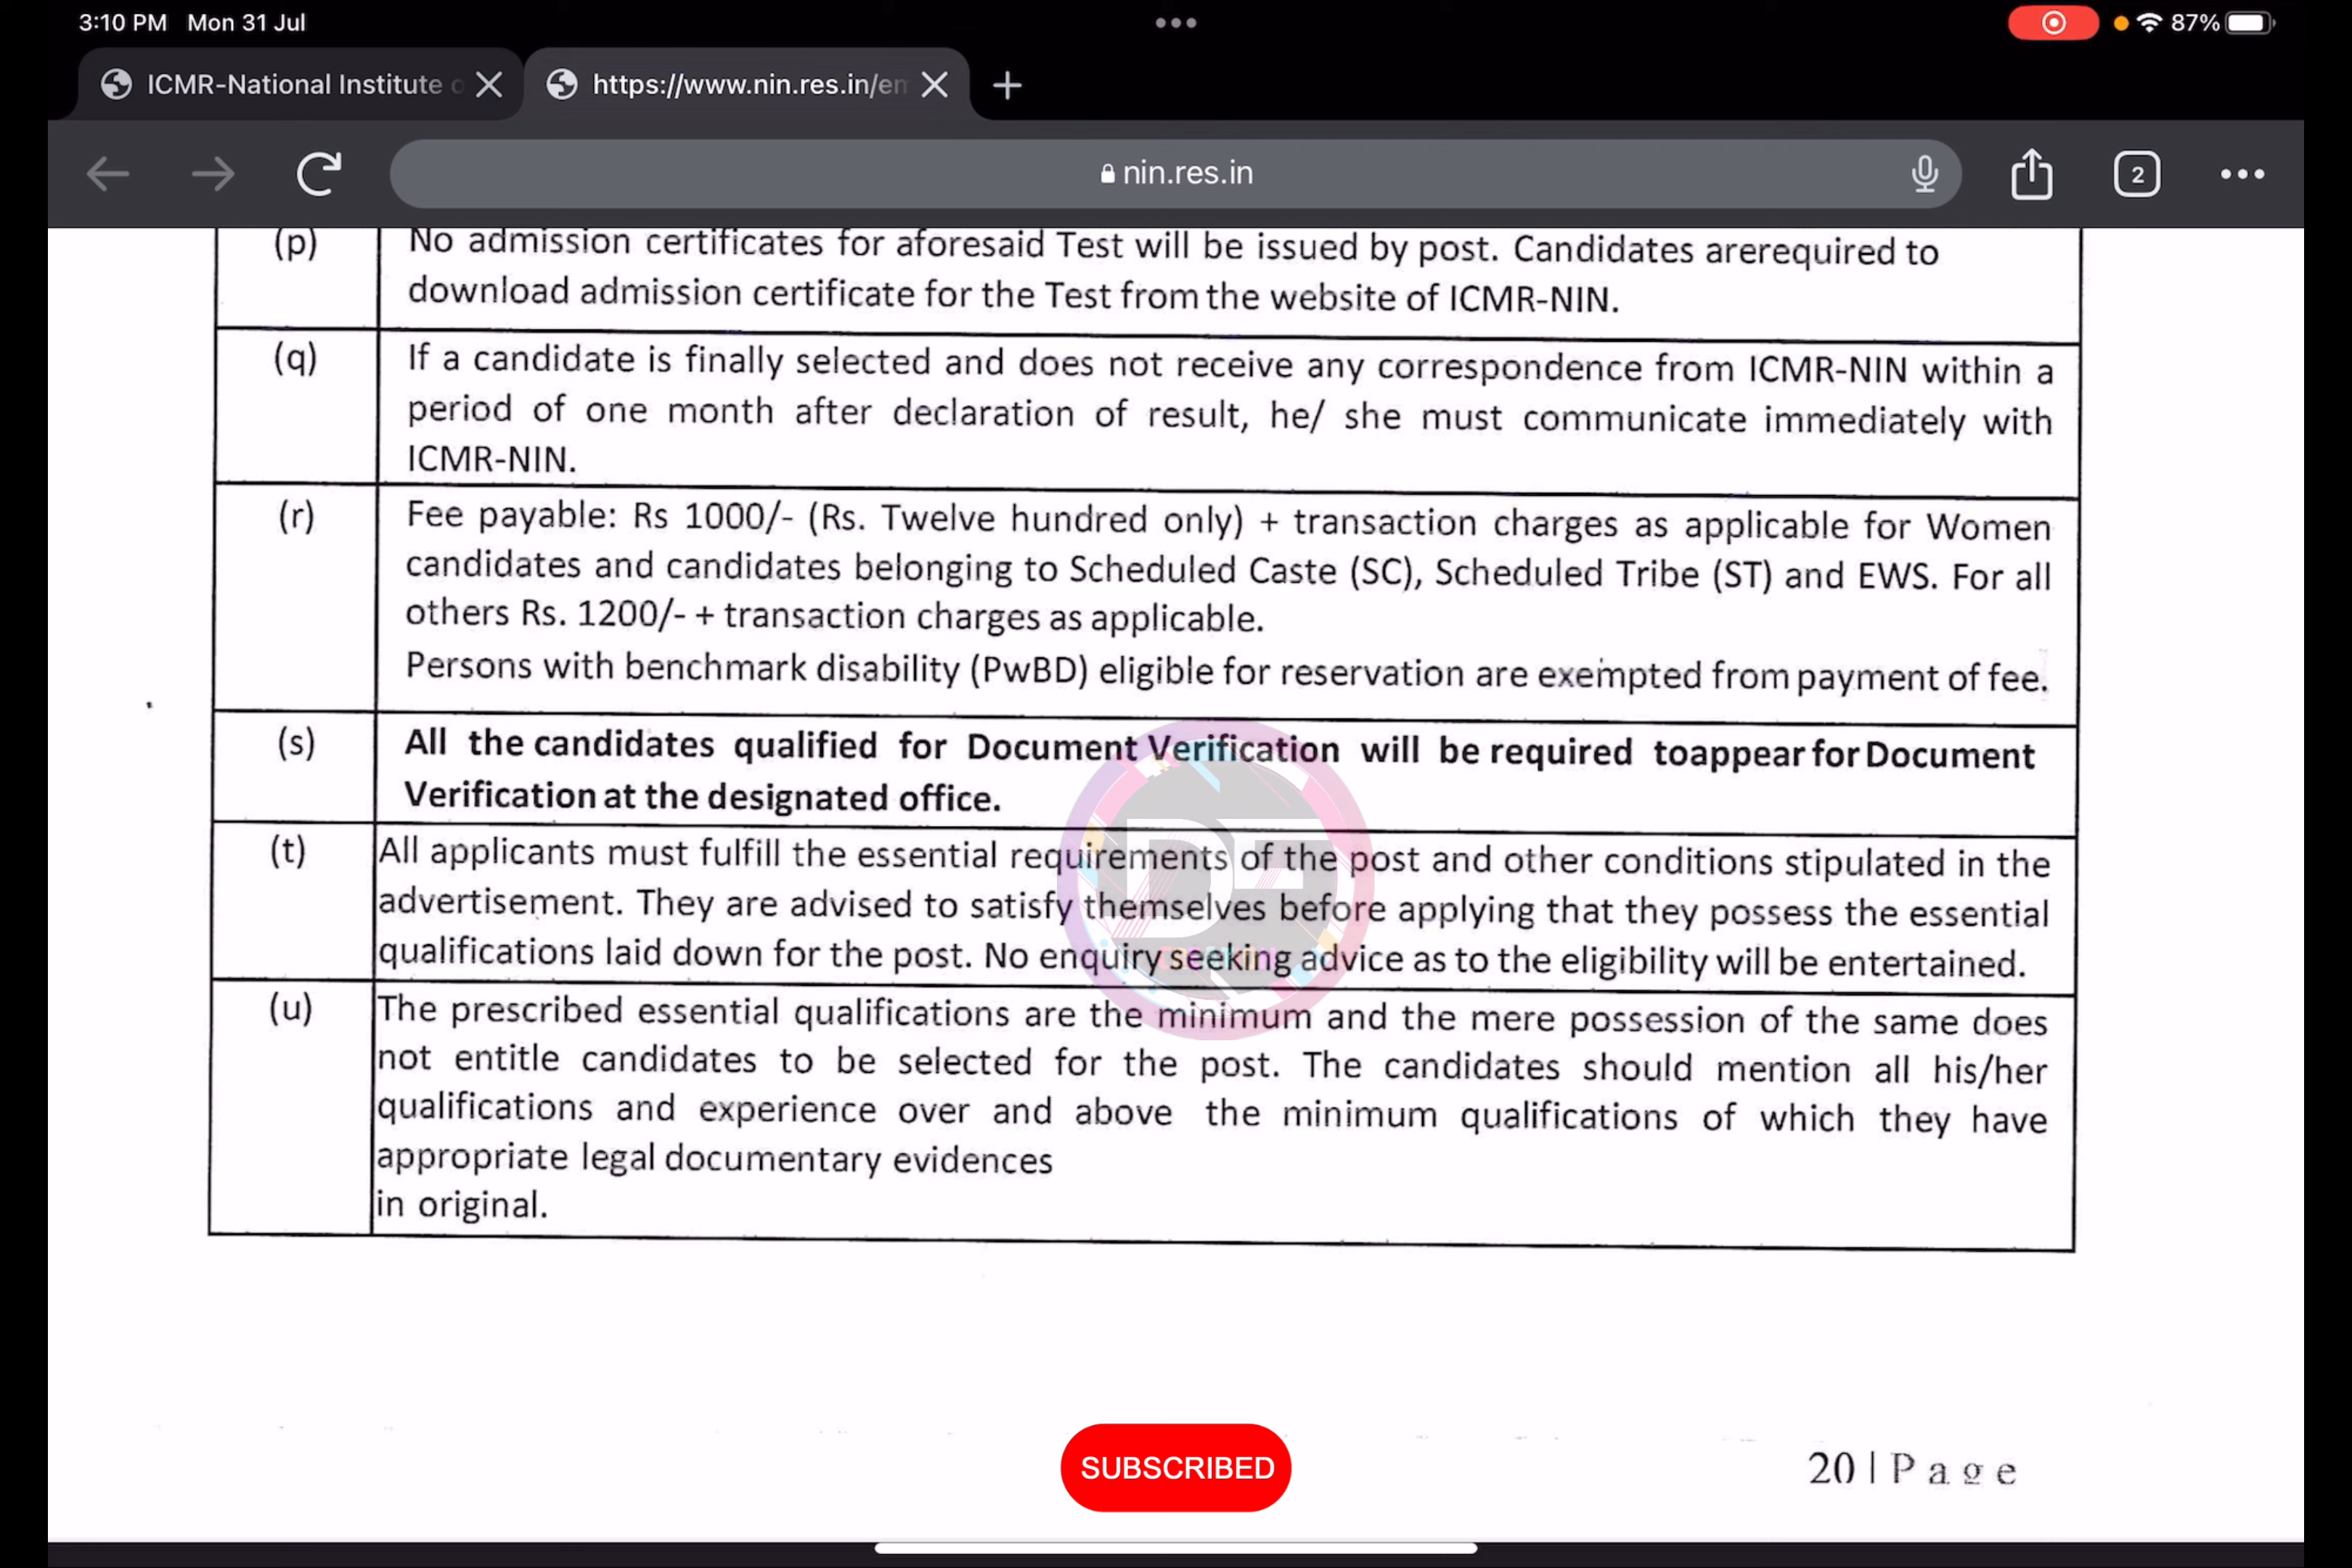 3:10 PM Mon 31 Jul
87%
ICMR-National Institute o
https://www.nin.res.in/em
nin.res.in
2
(p) No admission certificates for aforesaid Test will be issued by post. Candidates arerequired to
download admission certificate for the Test from the website of ICMR-NIN.
(q) If a candidate is finally selected and does not receive any correspondence from ICMR-NIN within a
period of one month after declaration of result, he/ she must communicate immediately with
ICMR-NIN.
(r) Fee payable: Rs 1000/- (Rs. Twelve hundred only) + transaction charges as applicable for Women
candidates and candidates belonging to Scheduled Caste (SC), Scheduled Tribe (ST) and EWS. For all
others Rs. 1200/- + transaction charges as applicable.
Persons with benchmark disability (PwBD) eligible for reservation are exempted from payment of fee.
(s) All the candidates qualified for Document Verification will be required toappear for Document
Verification at the designated office.
(t) All applicants must fulfill the essential requirements of the post and other conditions stipulated in the
advertisement. They are advised to satisfy themselves before applying that they possess the essential
qualifications laid down for the post. No enquiry seeking advice as to the eligibility will be entertained.
(u) The prescribed essential qualifications are the minimum and the mere possession of the same does
not entitle candidates to be selected for the post. The candidates should mention all his/her
qualifications and experience over and above the minimum qualifications of which they have
appropriate legal documentary evidences
in original.
SUBSCRIBED
20 | Page